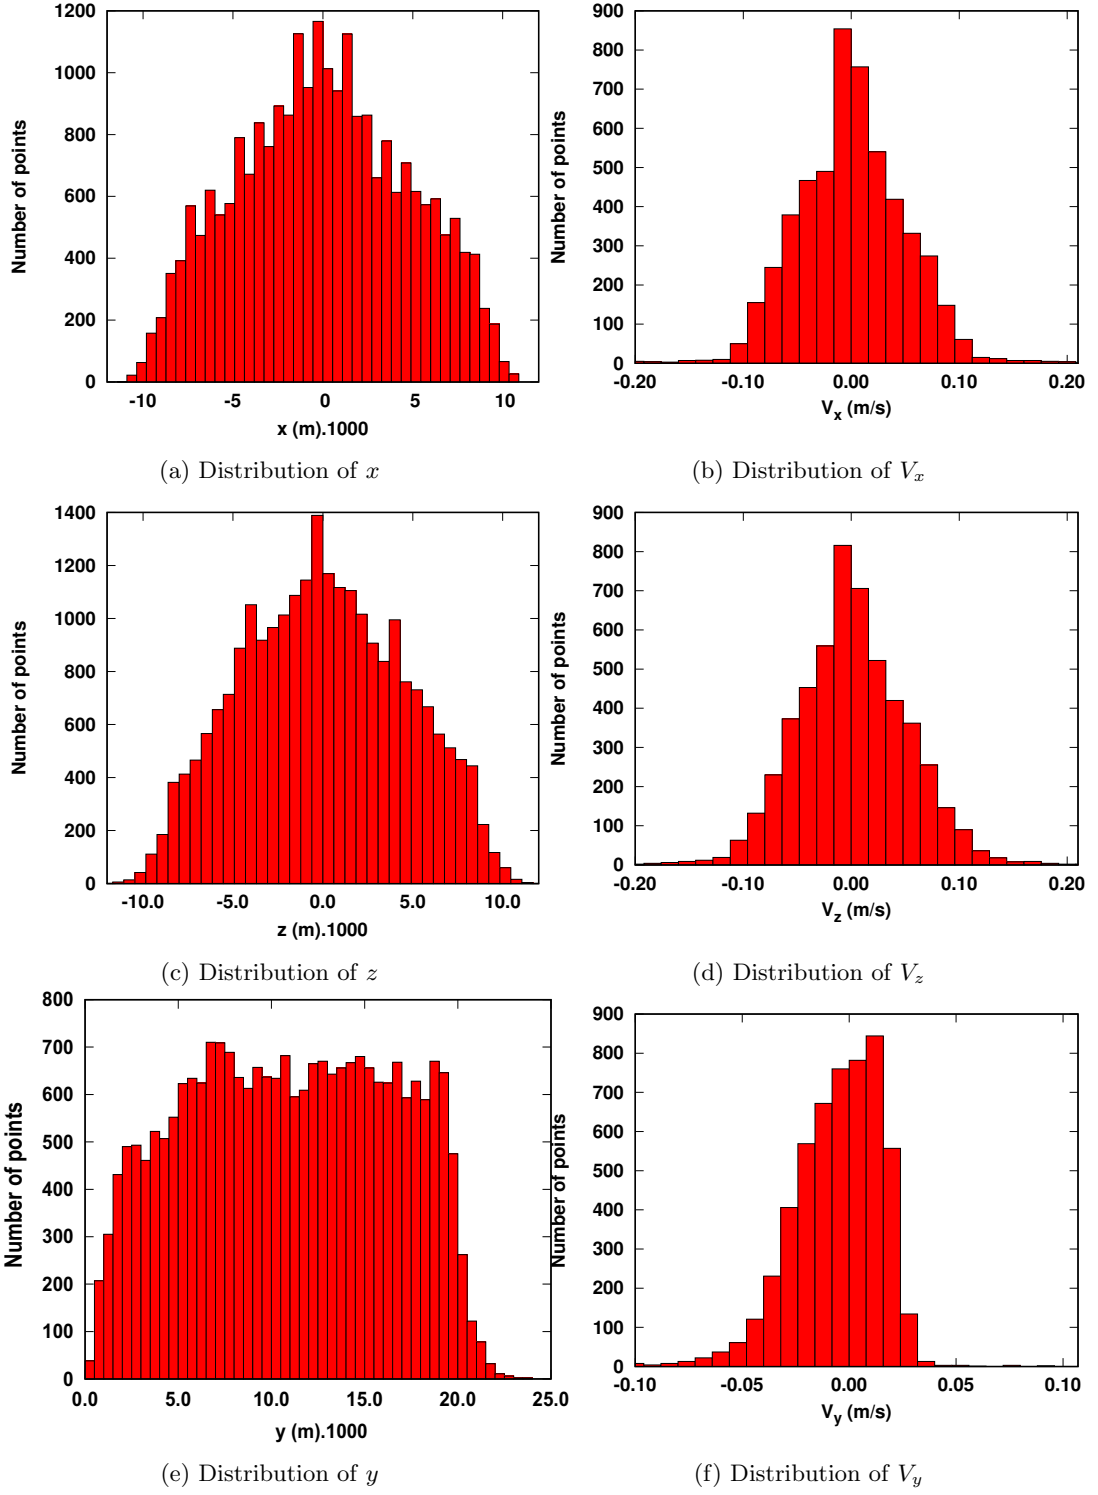 1200
1000
800
600
400
200
0
Number of points
-10 -5 0 5 10
x (m).1000
(a) Distribution of x
900
800
700
600
500
400
300
200
100
0
Number of points
-0.20 -0.10 0.00 0.10 0.20
Vx (m/s)
(b) Distribution of Vx
1400
1200
1000
800
600
400
200
0
Number of points
-10.0 -5.0 0.0 5.0 10.0
z (m).1000
(c) Distribution of z
900
800
700
600
500
400
300
200
100
0
Number of points
-0.20 -0.10 0.00 0.10 0.20
Vz (m/s)
(d) Distribution of Vz
800
700
600
500
400
300
200
100
0
Number of points
0.0 5.0 10.0 15.0 20.0 25.0
y (m).1000
(e) Distribution of y
900
800
700
600
500
400
300
200
100
0
Number of points
-0.10 -0.05 0.00 0.05 0.10
Vy (m/s)
(f) Distribution of Vy